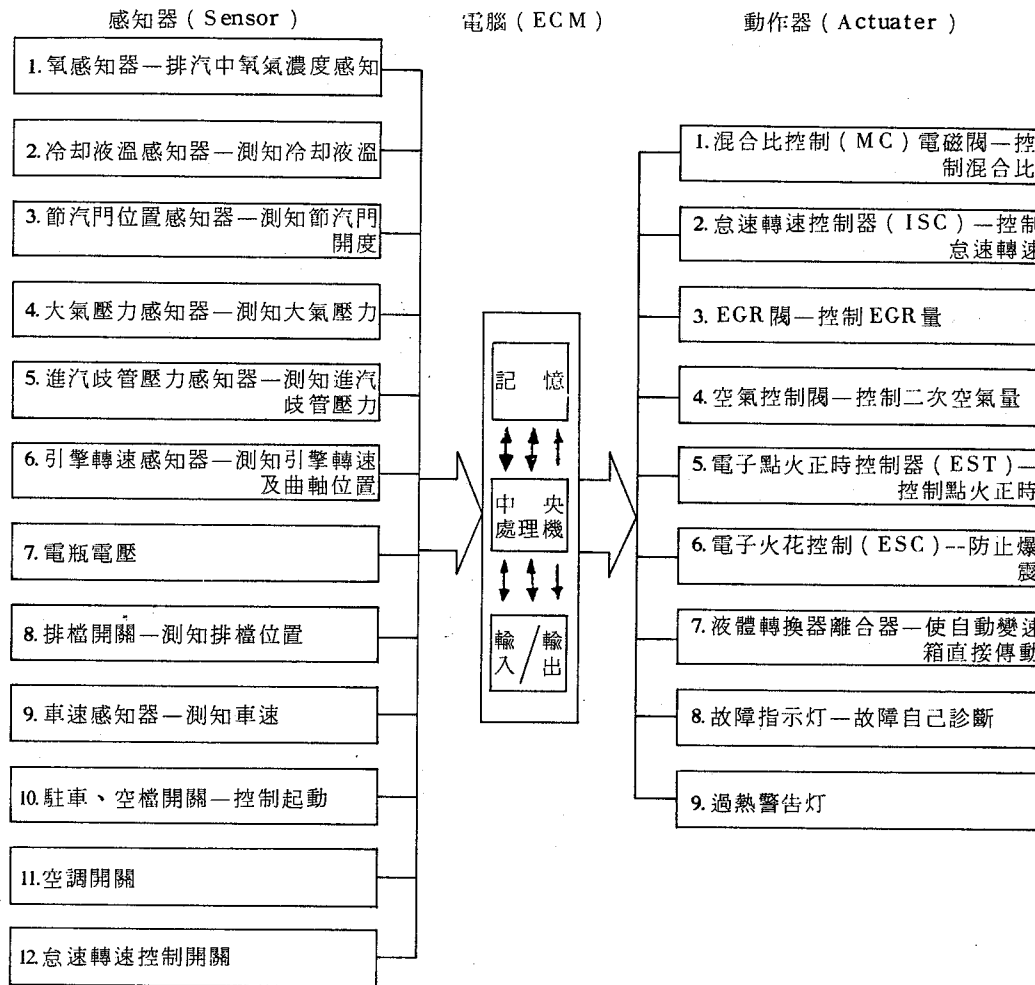 感知器(Sensor)
1.氧感知器—排汽中氧氣濃度感知
2.冷却液溫感知器—測知冷却液溫
3.節汽門位置感知器—測知節汽門
開度
4.大氣壓力感知器—測知大氣壓力
5.進汽歧管壓力感知器—測知進汽
歧管壓力
6.引擎轉速感知器—測知引擎轉速
及曲軸位置
7.電瓶電壓
8.排檔開關—測知排檔位置
9.車速感知器—測知車速
10.駐車、空檔開關—控制起動
11.空調開關
12.怠速轉速控制開關
電腦(ECM)
記憶
中央
處理機
輸入/輸出
動作器(Actuater)
1.混合比控制(MC)電磁閥—控
制混合比
2.怠速轉速控制器(ISC)—控制
怠速轉速
3.EGR閥—控制EGR量
4.空氣控制閥—控制二次空氣量
5.電子點火正時控制器(EST)—
控制點火正時
6.電子火花控制(ESC)--防止爆
震
7.液體轉換器離合器—使自動變速
箱直接傳動
8.故障指示灯—故障自己診斷
9.過熱警告灯